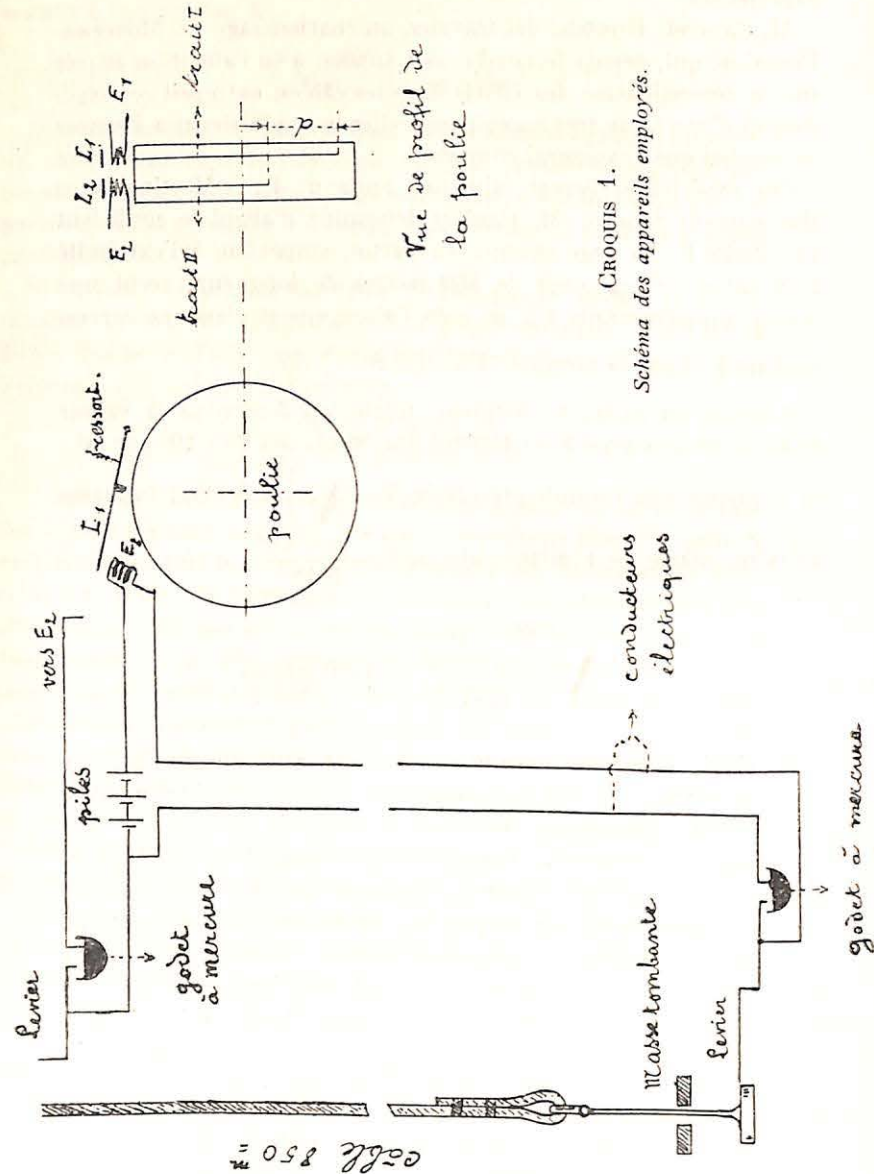 câble 850 m
Levier
godet
à mercure
piles
vers E2
L1
ressort.
E2
poulie
Masse tombante
Levier
godet à mercure
conducteurs
électriques
E2 L2 L1 E1
trait II
trait I
d
Vue de profil de
la poulie
CROQUIS 1.
Schéma des appareils employés.